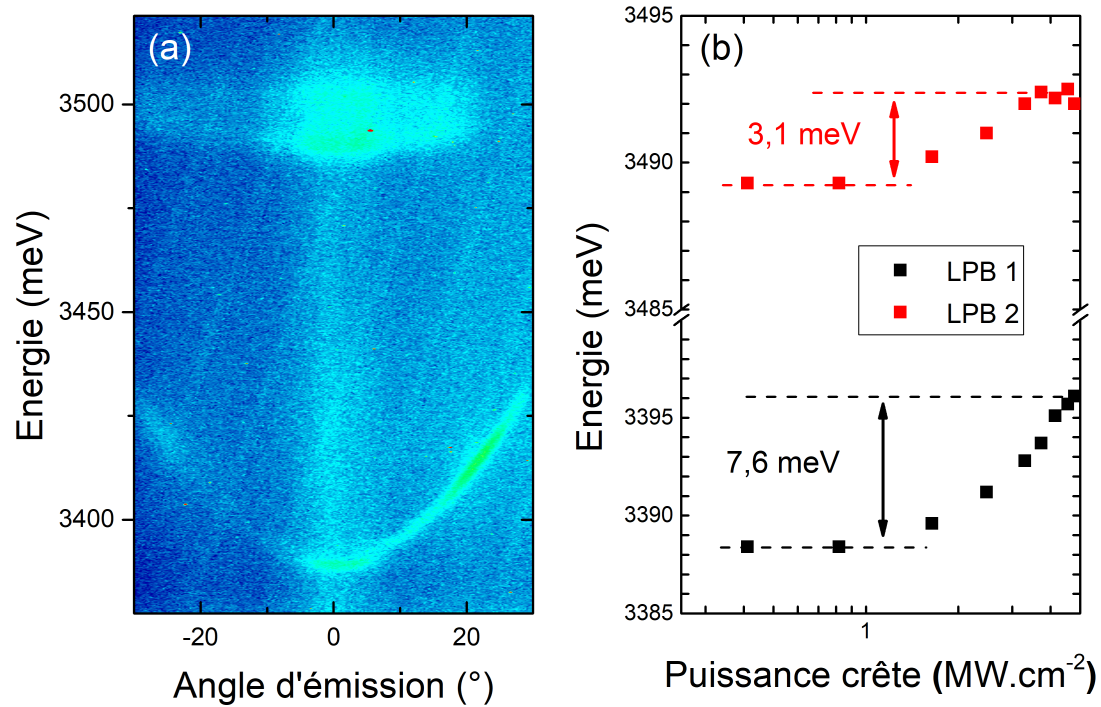 (a)
3500
3450
3400
Energie (meV)
-20
0
20
Angle d'émission (°)
(b)
3495
3490
3485
3395
3390
3385
Energie (meV)
3,1 meV
LPB 1
LPB 2
7,6 meV
1
Puissance crête (MW.cm-2)